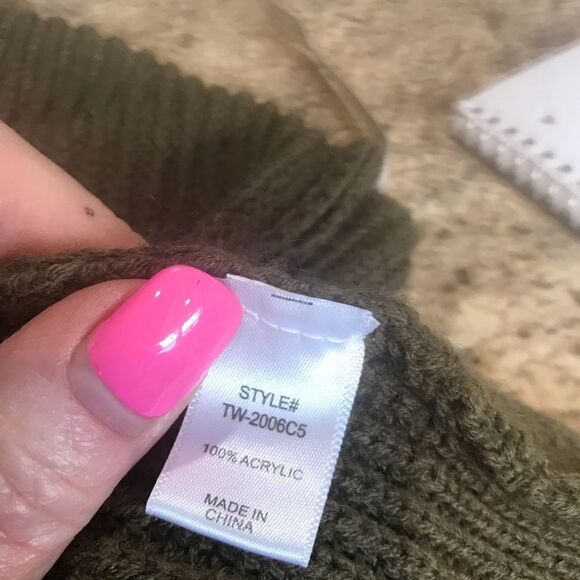 STYLE#
TW-2006C5
100% ACRYLIC
MADE IN
CHINA